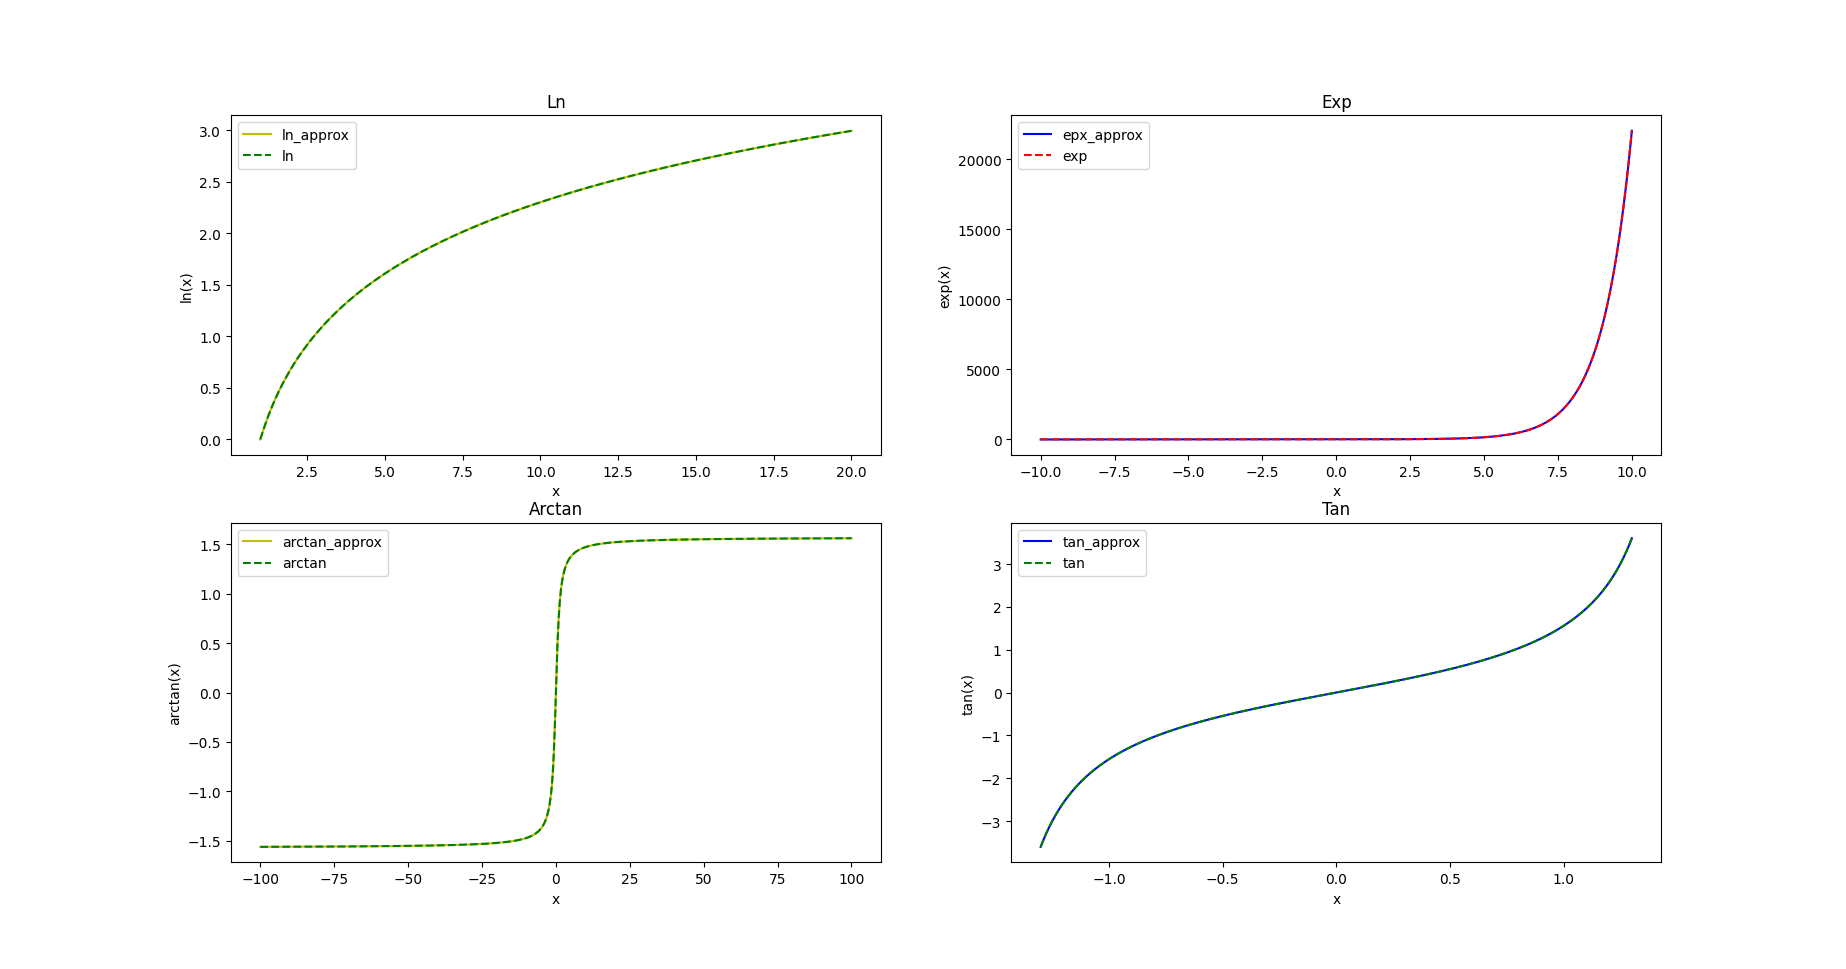 Ln
ln_approx
ln
3.0
2.5
2.0
1.5
1.0
0.5
0.0
ln(x)
2.5 5.0 7.5 10.0 12.5 15.0 17.5 20.0
x
Exp
epx_approx
exp
20000
15000
10000
5000
0
exp(x)
−10.0 −7.5 −5.0 −2.5 0.0 2.5 5.0 7.5 10.0
x
Arctan
arctan_approx
arctan
1.5
1.0
0.5
0.0
−0.5
−1.0
−1.5
arctan(x)
−100 −75 −50 −25 0 25 50 75 100
x
Tan
tan_approx
tan
3
2
1
0
−1
−2
−3
tan(x)
−1.0 −0.5 0.0 0.5 1.0
x